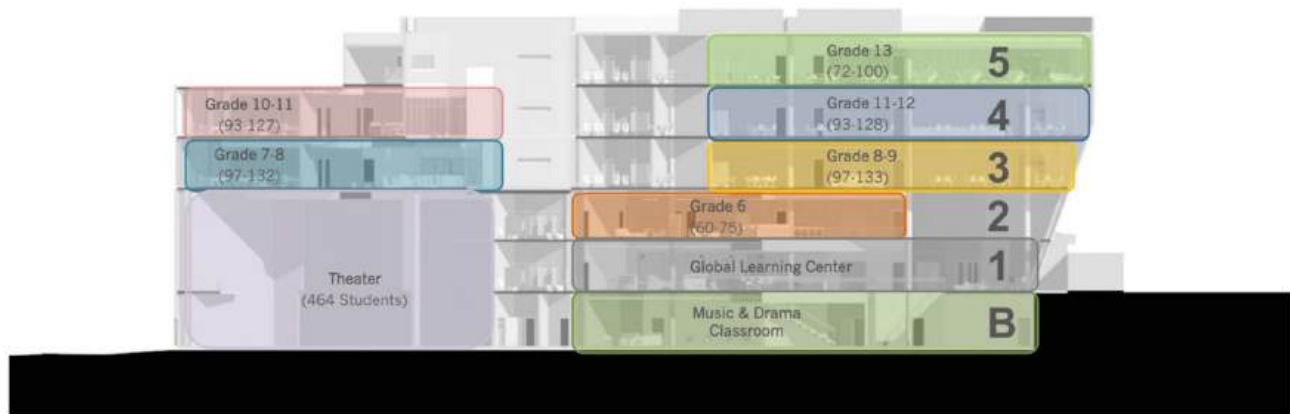 Grade 13
(72-100)
5
Grade 10-11
(93-127)
Grade 11-12
(93-128)
4
Grade 7-8
(97-132)
Grade 8-9
(97-133)
3
Grade 6
(60-75)
2
Global Learning Center
1
Theater
(464 Students)
Music & Drama
Classroom
B